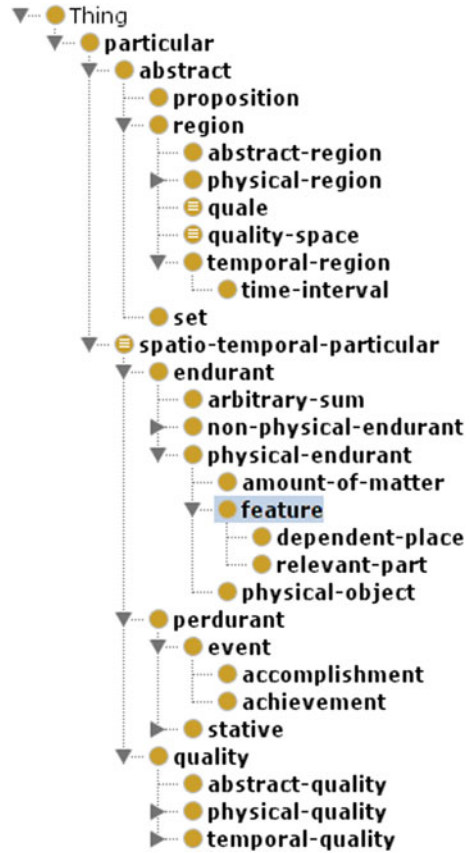 Thing
particular
abstract
proposition
region
abstract-region
physical-region
quale
quality-space
temporal-region
time-interval
set
spatio-temporal-particular
endurant
arbitrary-sum
non-physical-endurant
physical-endurant
amount-of-matter
feature
dependent-place
relevant-part
physical-object
perdurant
event
accomplishment
achievement
stative
quality
abstract-quality
physical-quality
temporal-quality